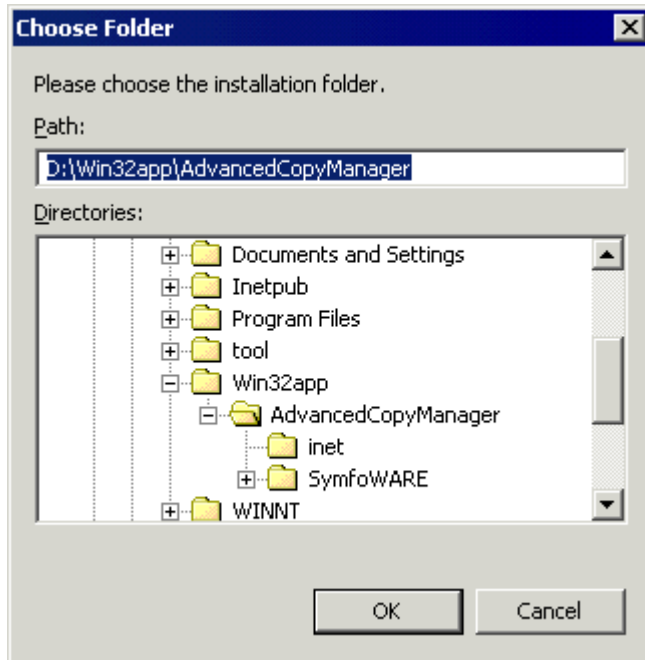 Choose Folder
Please choose the installation folder.
Path:
D:\Win32app\AdvancedCopyManager
Directories:
Documents and Settings
Inetpub
Program Files
tool
Win32app
AdvancedCopyManager
inet
SymfoWARE
WINNT
OK Cancel